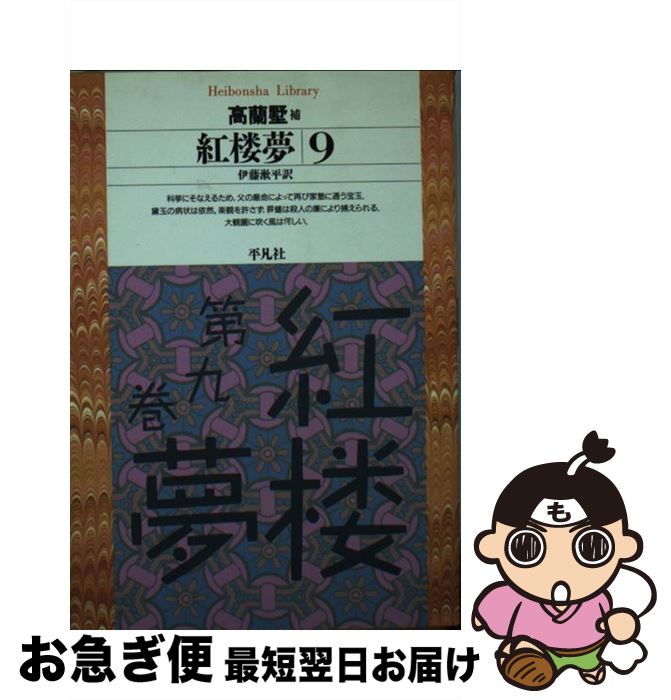 Heibonsha Library
高蘭墅補
紅楼夢 9
伊藤漱平訳
科挙にそなえるため、父の厳命によって再び家塾に通う宝玉。
黛玉の病状は依然、楽観を許さず、薛蟠は殺人の廉により捕えられる。
大観園に吹く風は侘しい。
平凡社
紅楼夢
第九巻
も
お急ぎ便 最短翌日お届け